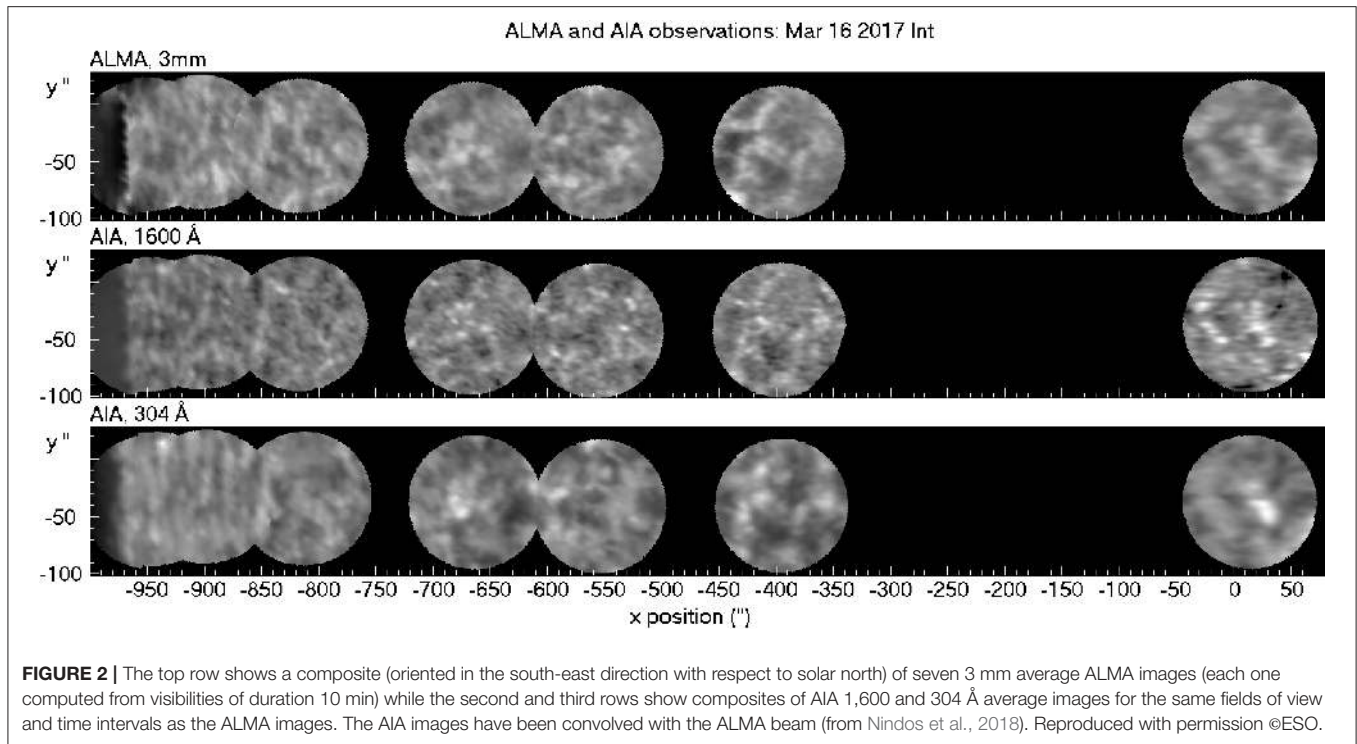 ALMA and AIA observations: Mar 16 2017 Int
ALMA, 3mm
y "
-50
-100
AIA, 1600 Å
y "
-50
-100
AIA, 304 Å
y "
-50
-100
-950 -900 -850 -800 -750 -700 -650 -600 -550 -500 -450 -400 -350 -300 -250 -200 -150 -100 -50 0 50
x position (")
FIGURE 2 | The top row shows a composite (oriented in the south-east direction with respect to solar north) of seven 3 mm average ALMA images (each one
computed from visibilities of duration 10 min) while the second and third rows show composites of AIA 1,600 and 304 Å average images for the same fields of view
and time intervals as the ALMA images. The AIA images have been convolved with the ALMA beam (from Nindos et al., 2018). Reproduced with permission ©ESO.